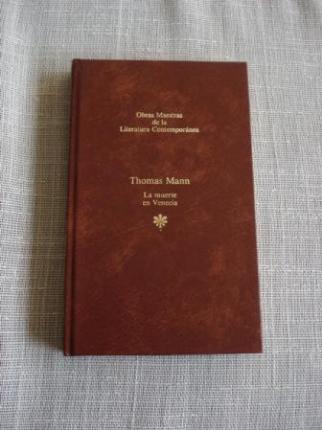 Obras Maestras
de la
Literatura Contemporánea
Thomas Mann
La muerte
en Venecia